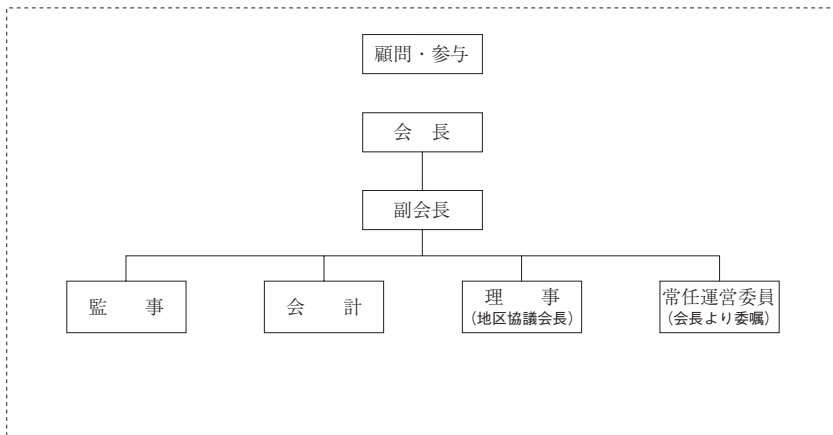 顧問・参与
会　長
副会長
監　　事
会　　計
理　　事
(地区協議会長)
常任運営委員
(会長より委嘱)